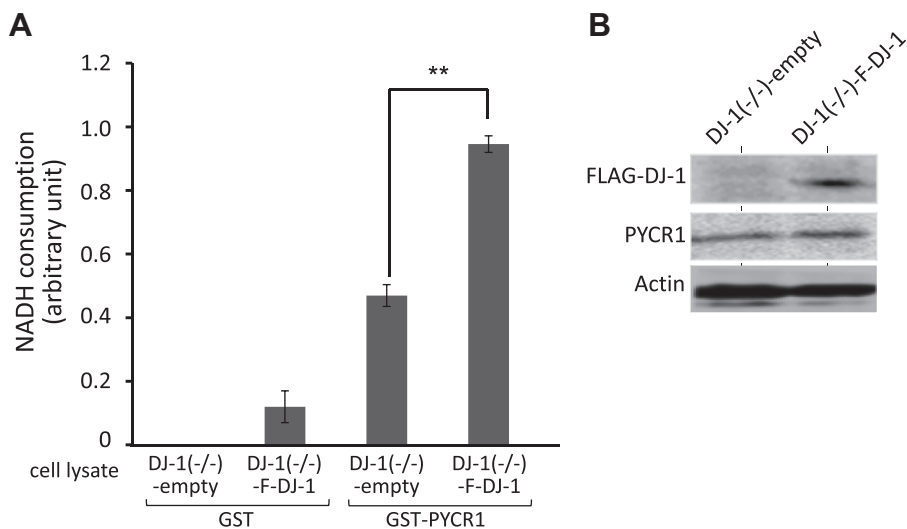 A
NADH consumption
(arbitrary unit)
1.2
1.0
0.8
0.6
0.4
0.2
0
**
cell lysate
DJ-1(-/-)
-empty
DJ-1(-/-)
-F-DJ-1
DJ-1(-/-)
-empty
DJ-1(-/-)
-F-DJ-1
GST
GST-PYCR1
B
DJ-1(-/-)-empty
DJ-1(-/-)-F-DJ-1
FLAG-DJ-1
PYCR1
Actin